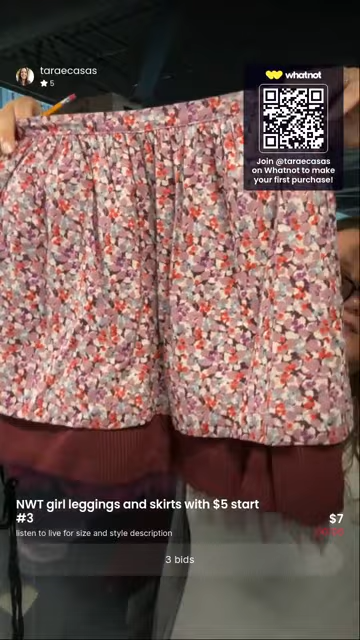 taraecasas
★5
whatnot
Join @taraecasas
on Whatnot to make
your first purchase!
NWT girl leggings and skirts with $5 start
#3
$7
listen to live for size and style description
3 bids